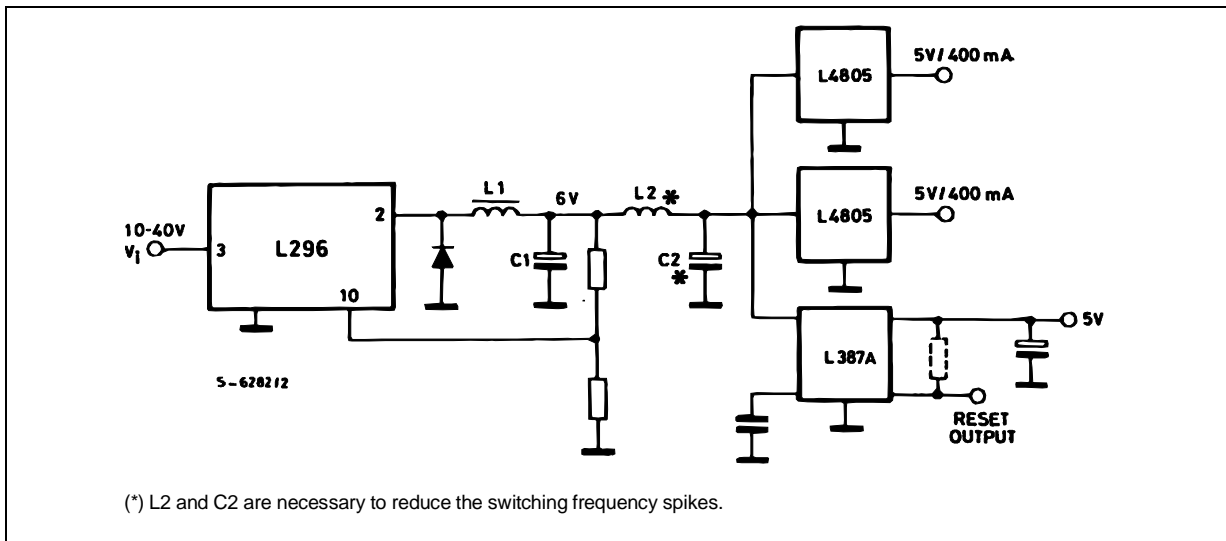 L4805
5V/400 mA
L4805
5V/400 mA
10-40V
Vi
3
L296
2
10
L1
6V
L2*
C1
C2
*
L387A
5V
RESET
OUTPUT
S-6282/2
(*) L2 and C2 are necessary to reduce the switching frequency spikes.